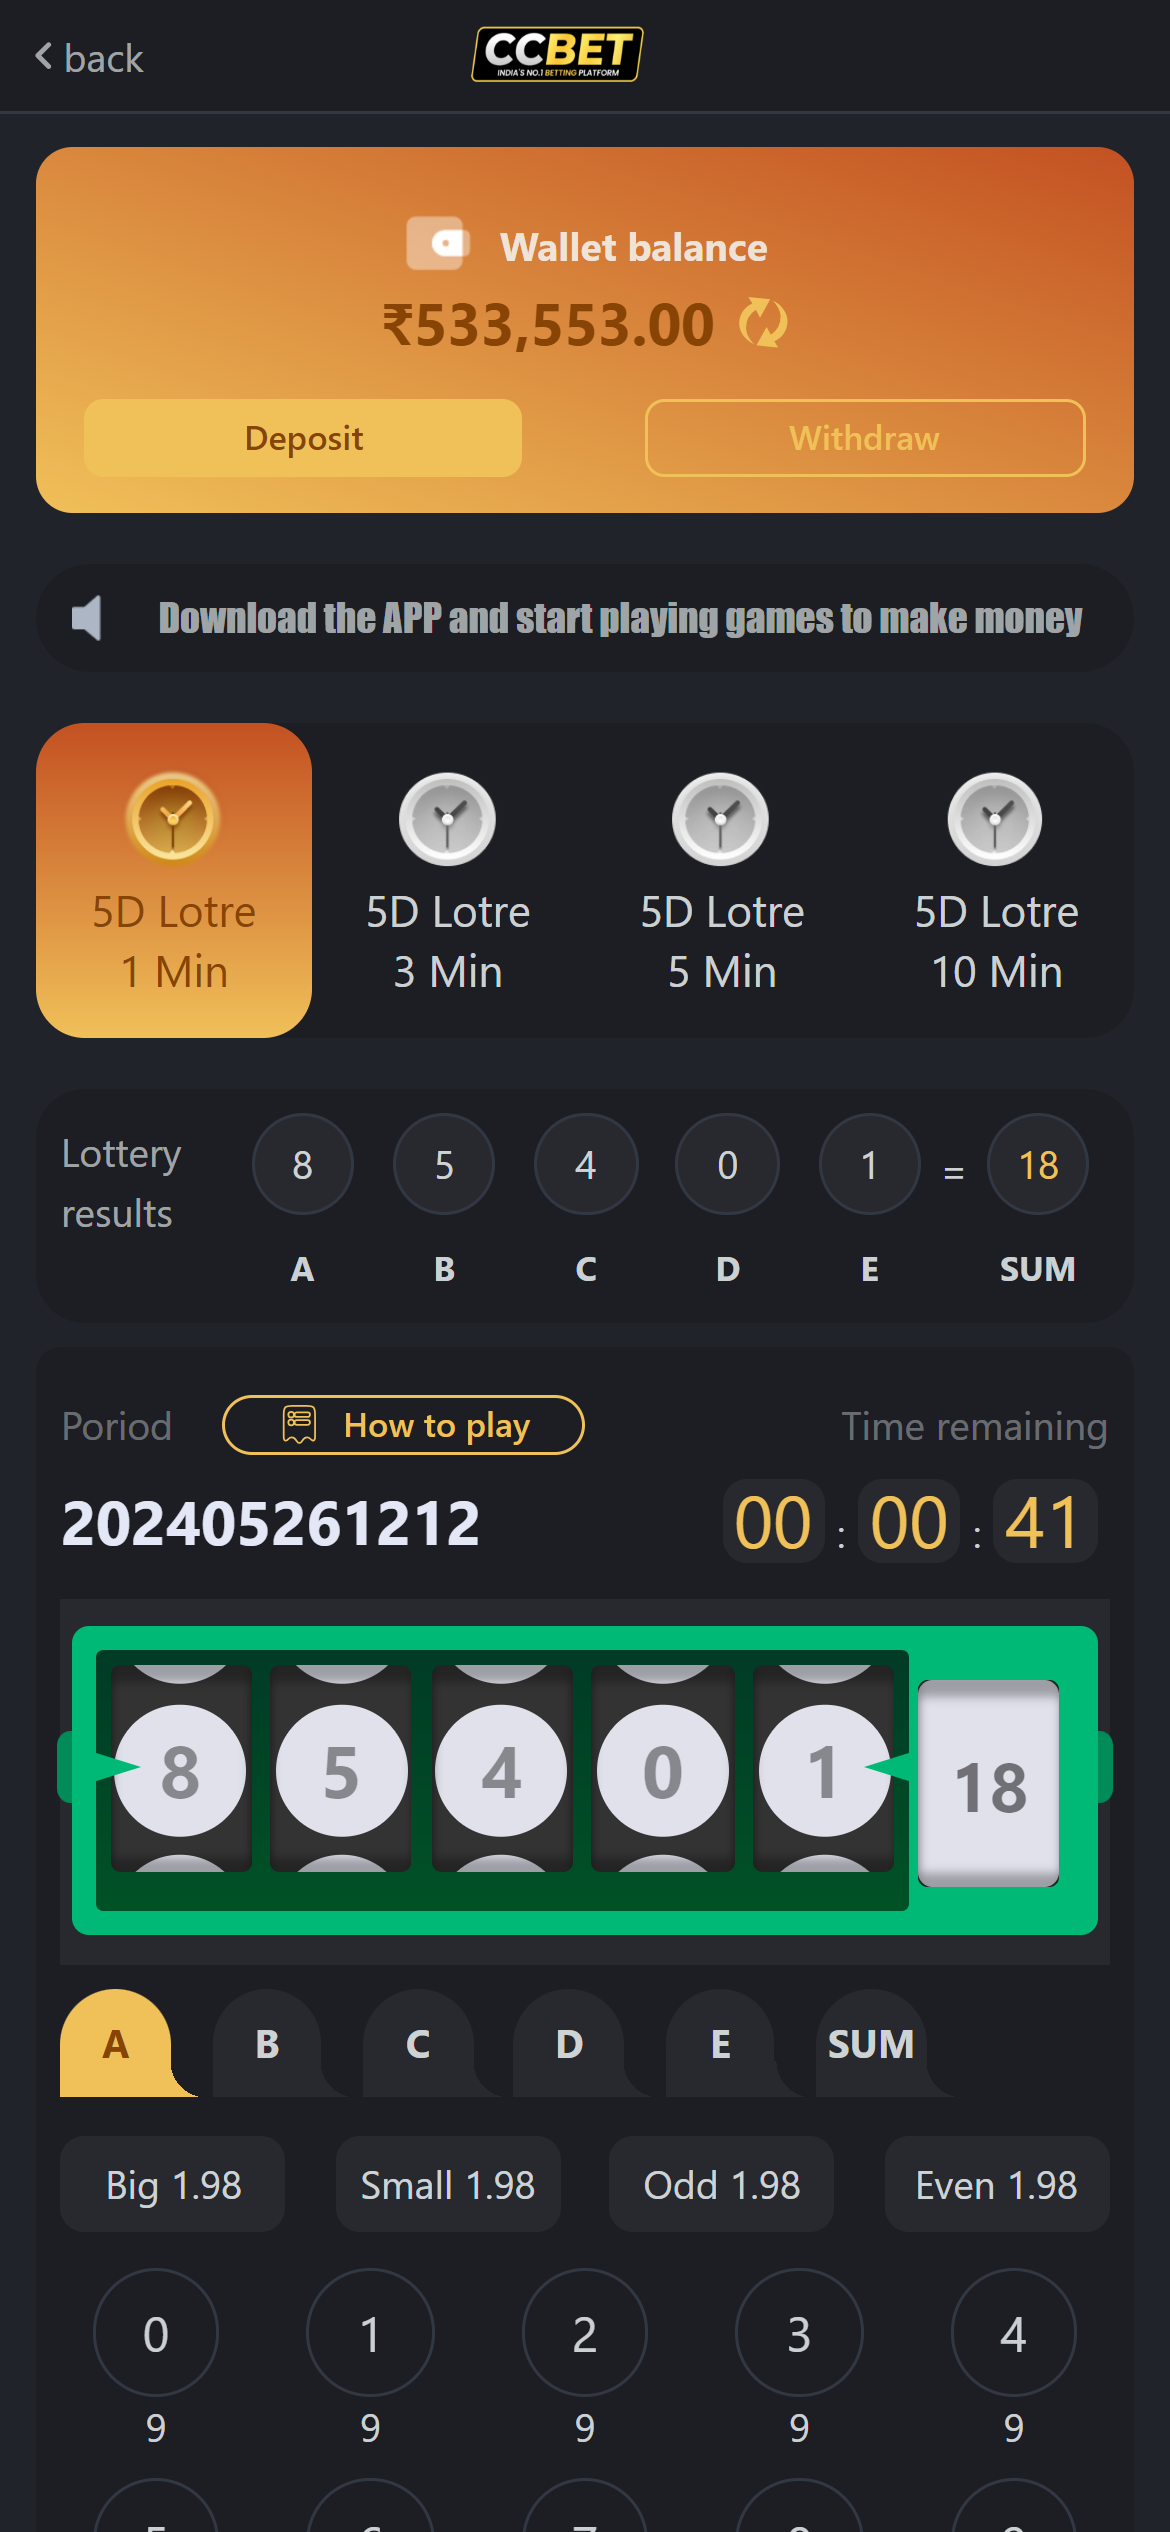 back
CCBET
INDIA'S NO.1 BETTING PLATFORM
Wallet balance
₹533,553.00
Deposit
Withdraw
Download the APP and start playing games to make money
5D Lotre
1 Min
5D Lotre
3 Min
5D Lotre
5 Min
5D Lotre
10 Min
Lottery
results
8 5 4 0 1 = 18
A B C D E SUM
Poriod
How to play
Time remaining
202405261212
00 : 00 : 41
8 5 4 0 1 18
A B C D E SUM
Big 1.98 Small 1.98 Odd 1.98 Even 1.98
0 1 2 3 4
9 9 9 9 9